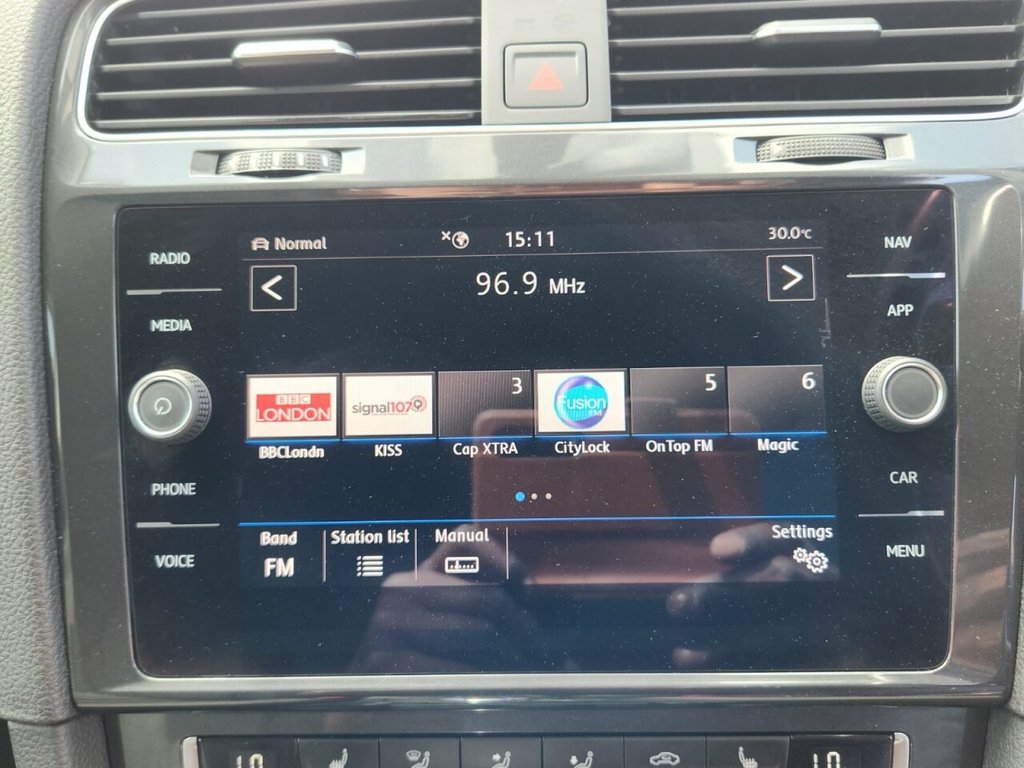 RADIO
MEDIA
PHONE
VOICE
Normal
15:11
30.0°C
96.9 MHz
<
>
BBC
LONDON
signal107
3
Fusion
FM
5
6
BBCLondn
KISS
Cap XTRA
CityLock
OnTop FM
Magic
Band
FM
Station list
Manual
Settings
NAV
APP
CAR
MENU